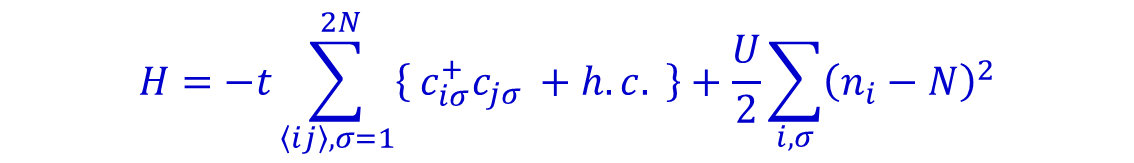 $H = -t \sum_{\langle ij \rangle, \sigma=1}^{2N} \{ c_{i\sigma}^{+} c_{j\sigma} + h.c. \} + \frac{U}{2} \sum_{i,\sigma} (n_i - N)^2$